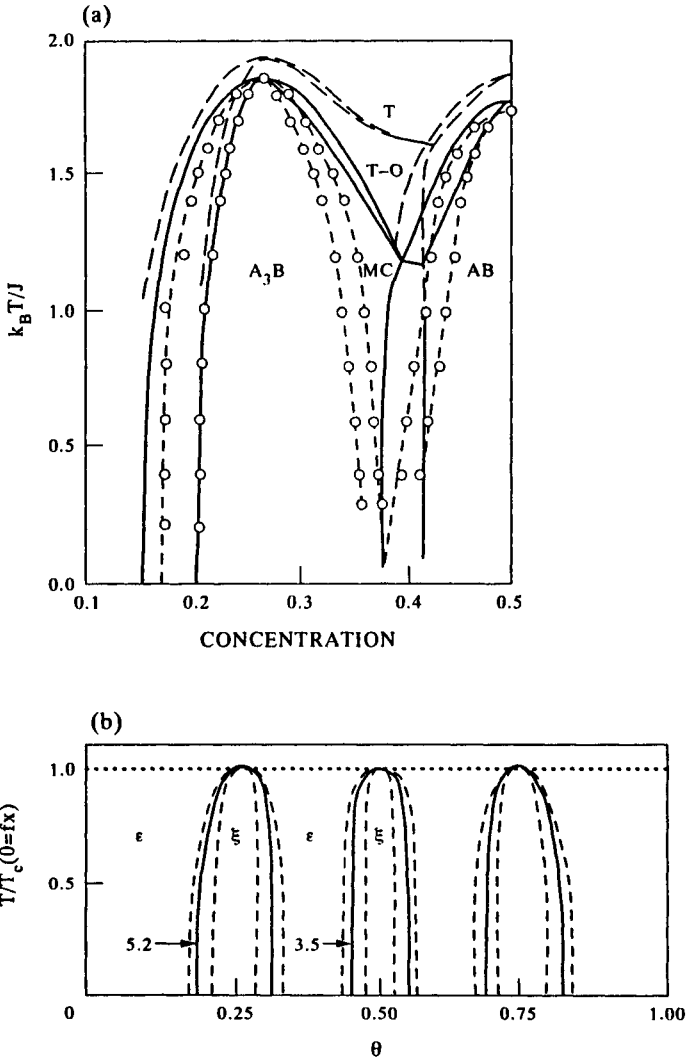 (a)
2.0
1.5
1.0
0.5
0.0
k_BT/J
T
T-O
A₃B
MC
AB
0.1
0.2
0.3
0.4
0.5
CONCENTRATION
(b)
1.0
0.5
0
T/T_c(0=fx)
ε
ξ
ε
ξ
5.2
3.5
0.25
0.50
0.75
1.00
θ